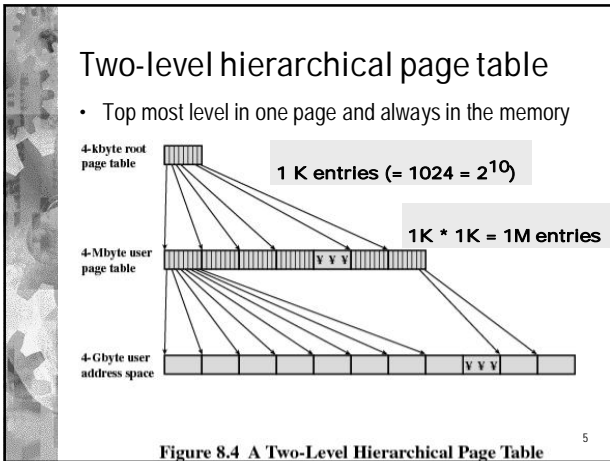 Two-level hierarchical page table
• Top most level in one page and always in the memory
4-kbyte root
page table
1 K entries (= 1024 = 2^10)
1K * 1K = 1M entries
4-Mbyte user
page table
¥ ¥ ¥
4-Gbyte user
address space
¥ ¥ ¥
5
Figure 8.4 A Two-Level Hierarchical Page Table